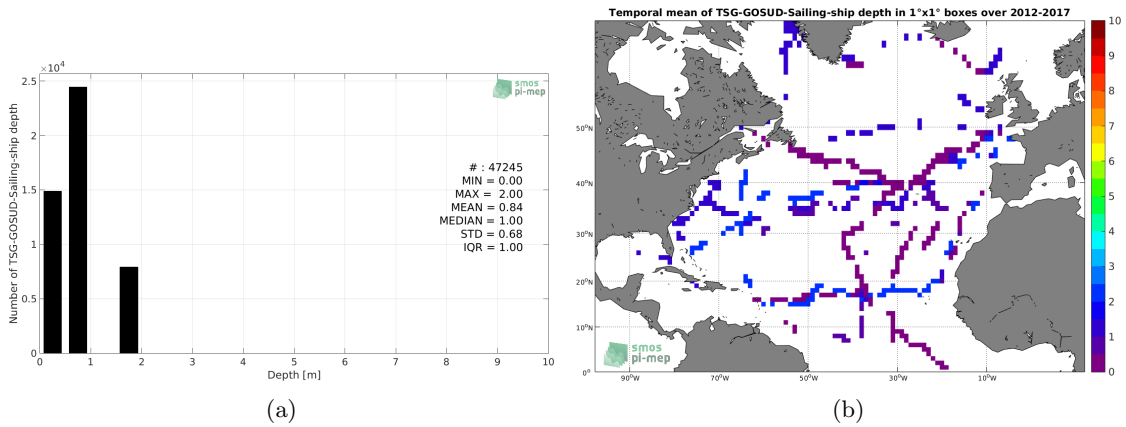 ×10⁴
2.5
2
1.5
1
0.5
0
0 1 2 3 4 5 6 7 8 9 10
Depth [m]
Number of TSG-GOSUD-Sailing-ship depth
smos
pi-mep
# : 47245
MIN = 0.00
MAX = 2.00
MEAN = 0.84
MEDIAN = 1.00
STD = 0.68
IQR = 1.00
(a)
Temporal mean of TSG-GOSUD-Sailing-ship depth in 1°x1° boxes over 2012-2017
50°N
40°N
30°N
20°N
10°N
0°
90°W 70°W 50°W 30°W 10°W
smos
pi-mep
10
9
8
7
6
5
4
3
2
1
0
(b)